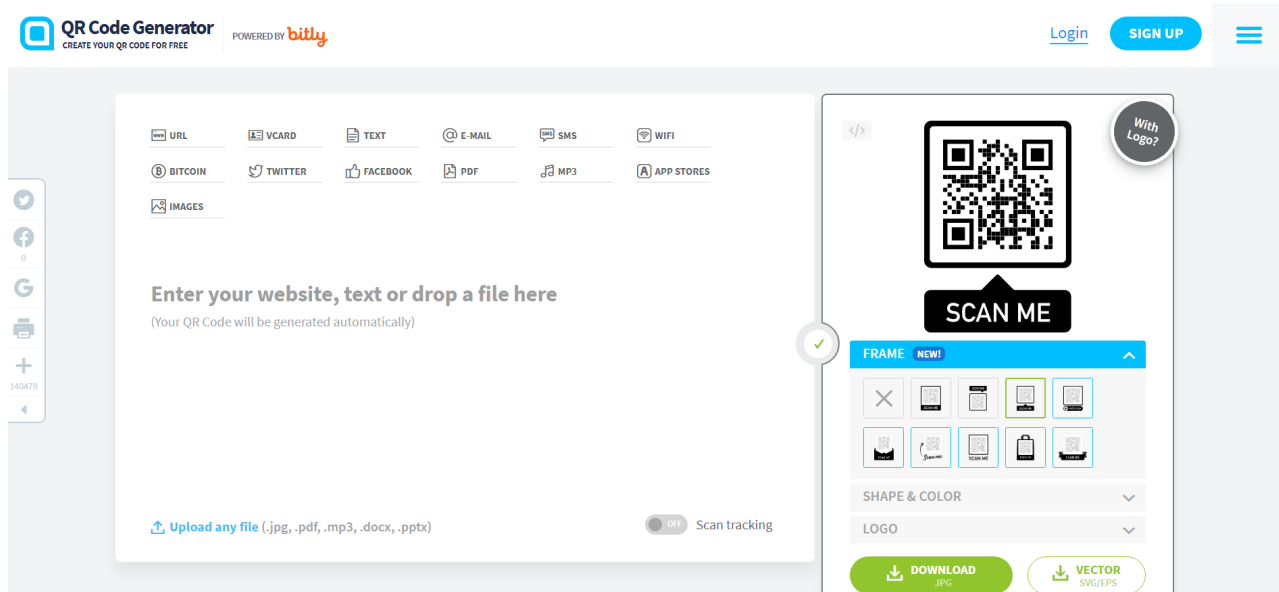 QR Code Generator
CREATE YOUR QR CODE FOR FREE
POWERED BY bitly
Login
SIGN UP
URL
VCARD
TEXT
E-MAIL
SMS
WIFI
BITCOIN
TWITTER
FACEBOOK
PDF
MP3
APP STORES
IMAGES
Enter your website, text or drop a file here
(Your QR Code will be generated automatically)
Upload any file (.jpg, .pdf, .mp3, .docx, .pptx)
OFF
Scan tracking
0
140479
</>
With
Logo?
SCAN ME
FRAME NEW!
SHAPE & COLOR
LOGO
DOWNLOAD
JPG
VECTOR
SVG/EPS